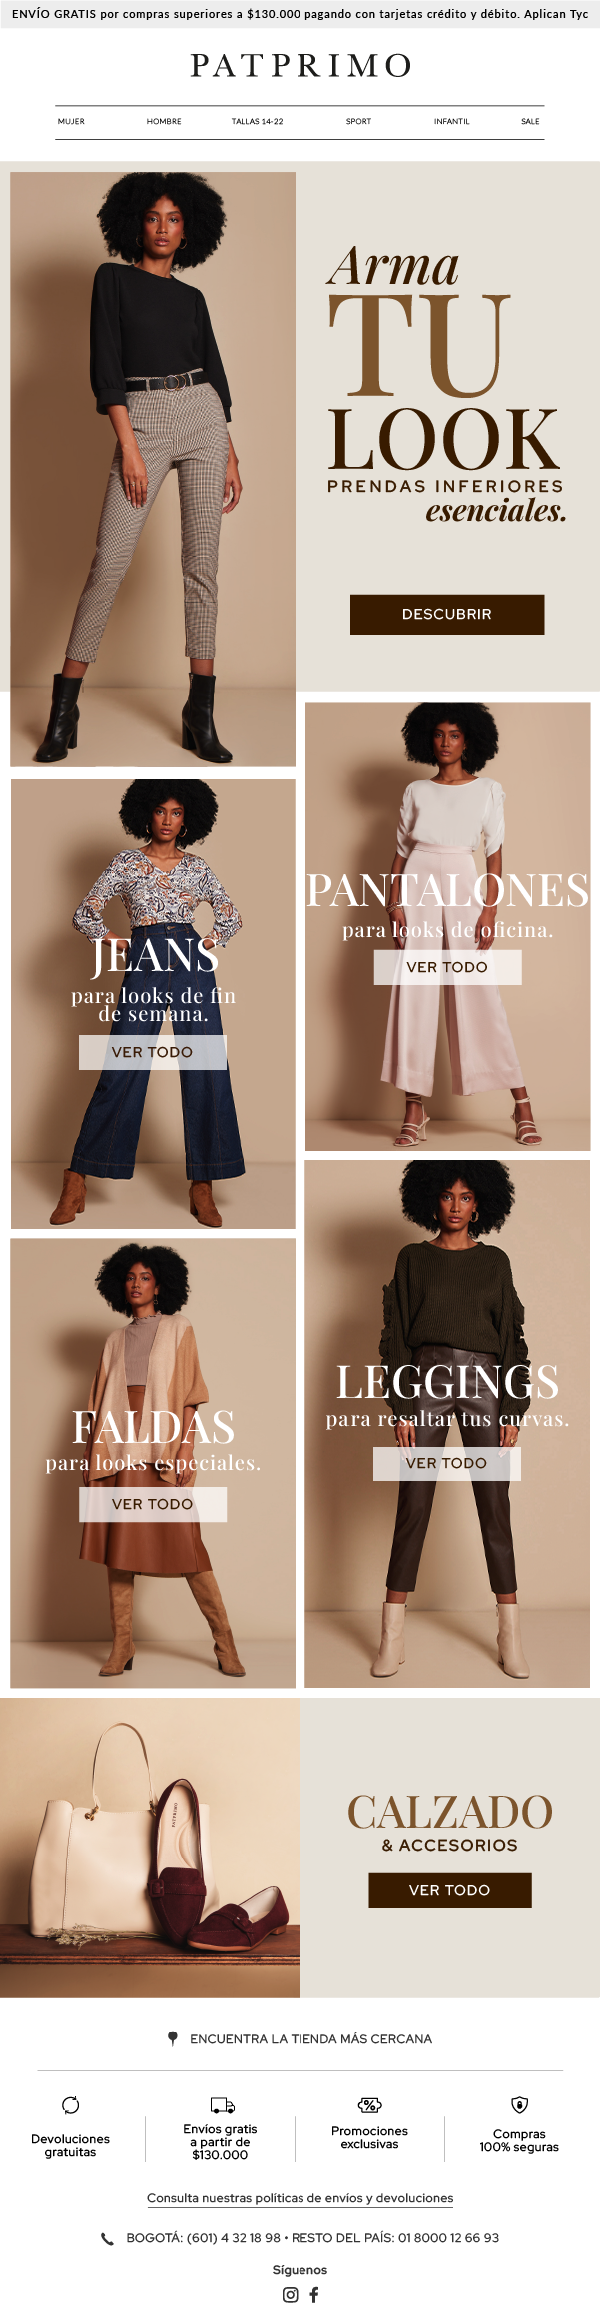 ENVÍO GRATIS por compras superiores a $130.000 pagando con tarjetas crédito y débito. Aplican Tyc
PATPRIMO
MUJER HOMBRE TALLAS 14-22 SPORT INFANTIL SALE
Arma
TU
LOOK
PRENDAS INFERIORES
esenciales.
DESCUBRIR
PANTALONES
para looks de oficina.
VER TODO
JEANS
para looks de fin
de semana.
VER TODO
LEGGINGS
para resaltar tus curvas.
VER TODO
FALDAS
para looks especiales.
VER TODO
PATPRIMO
CALZADO
& ACCESORIOS
VER TODO
ENCUENTRA LA TIENDA MÁS CERCANA
Devoluciones
gratuitas
Envíos gratis
a partir de
$130.000
Promociones
exclusivas
Compras
100% seguras
Consulta nuestras políticas de envíos y devoluciones
BOGOTÁ: (601) 4 32 18 98 • RESTO DEL PAÍS: 01 8000 12 66 93
Síguenos